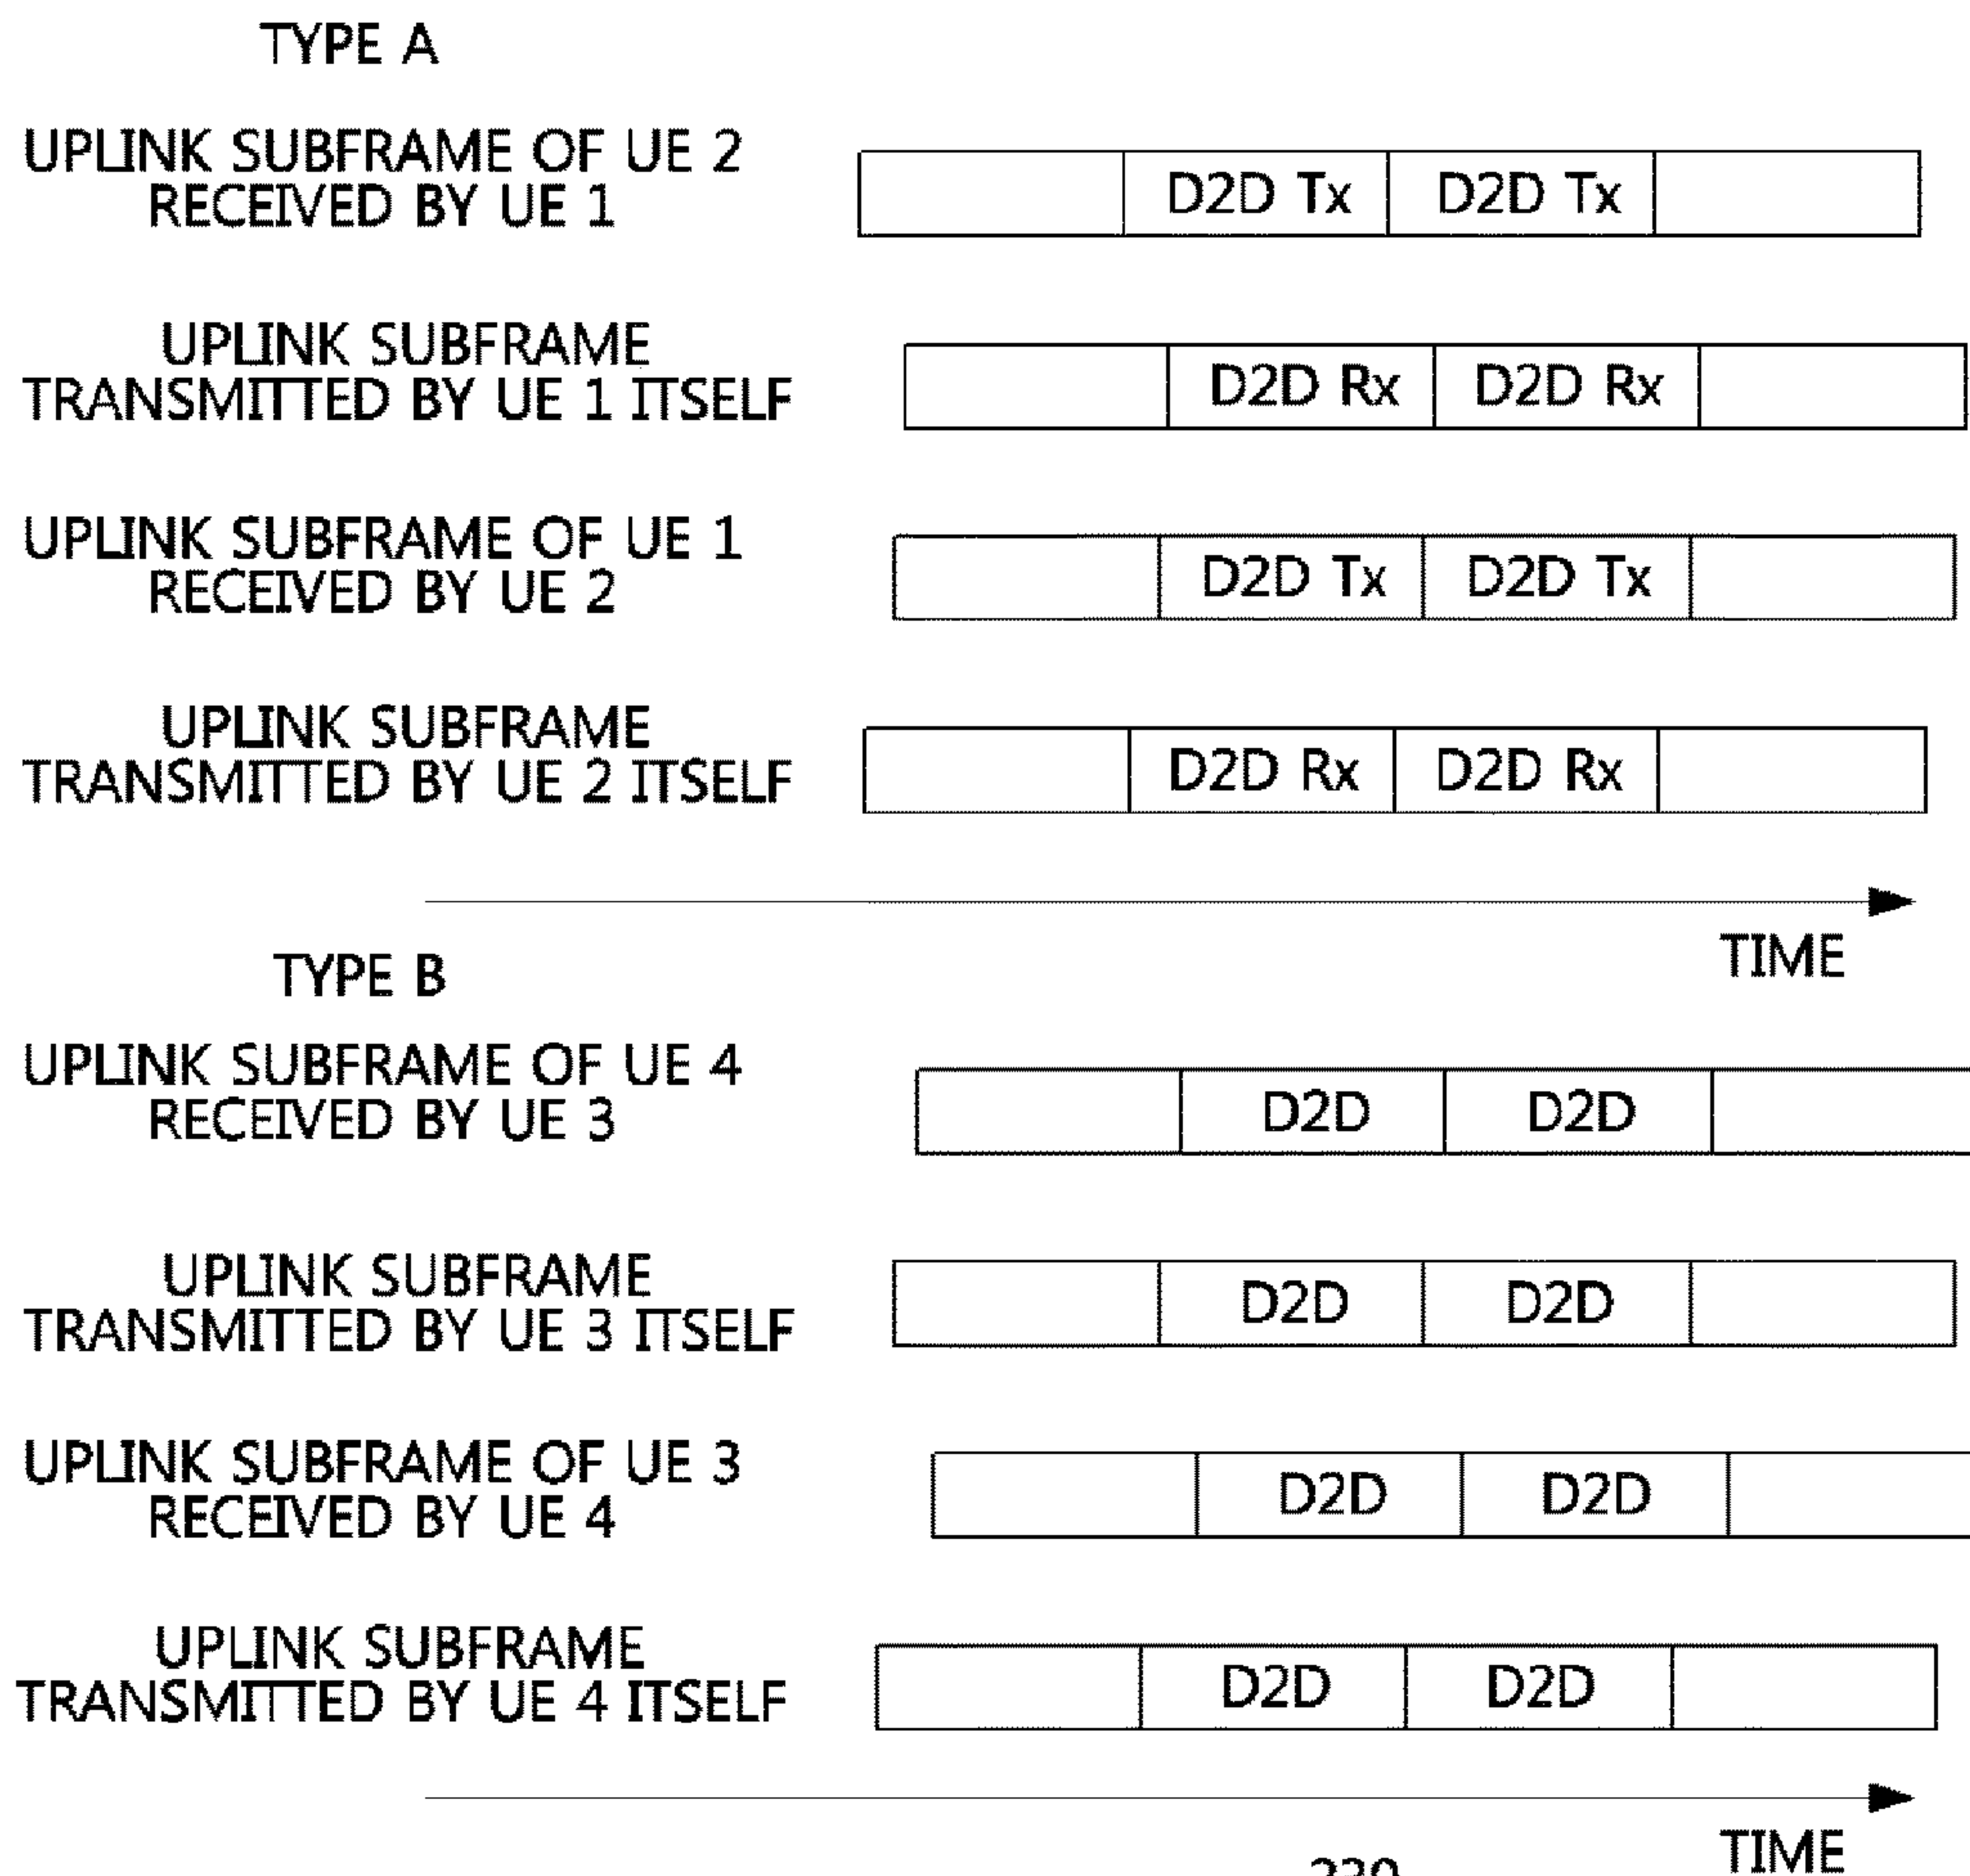 TYPE A
UPLINK SUBFRAME OF UE 2
RECEIVED BY UE 1
D2D Tx D2D Tx
UPLINK SUBFRAME
TRANSMITTED BY UE 1 ITSELF
D2D Rx D2D Rx
UPLINK SUBFRAME OF UE 1
RECEIVED BY UE 2
D2D Tx D2D Tx
UPLINK SUBFRAME
TRANSMITTED BY UE 2 ITSELF
D2D Rx D2D Rx
TIME
TYPE B
UPLINK SUBFRAME OF UE 4
RECEIVED BY UE 3
D2D D2D
UPLINK SUBFRAME
TRANSMITTED BY UE 3 ITSELF
D2D D2D
UPLINK SUBFRAME OF UE 3
RECEIVED BY UE 4
D2D D2D
UPLINK SUBFRAME
TRANSMITTED BY UE 4 ITSELF
D2D D2D
TIME